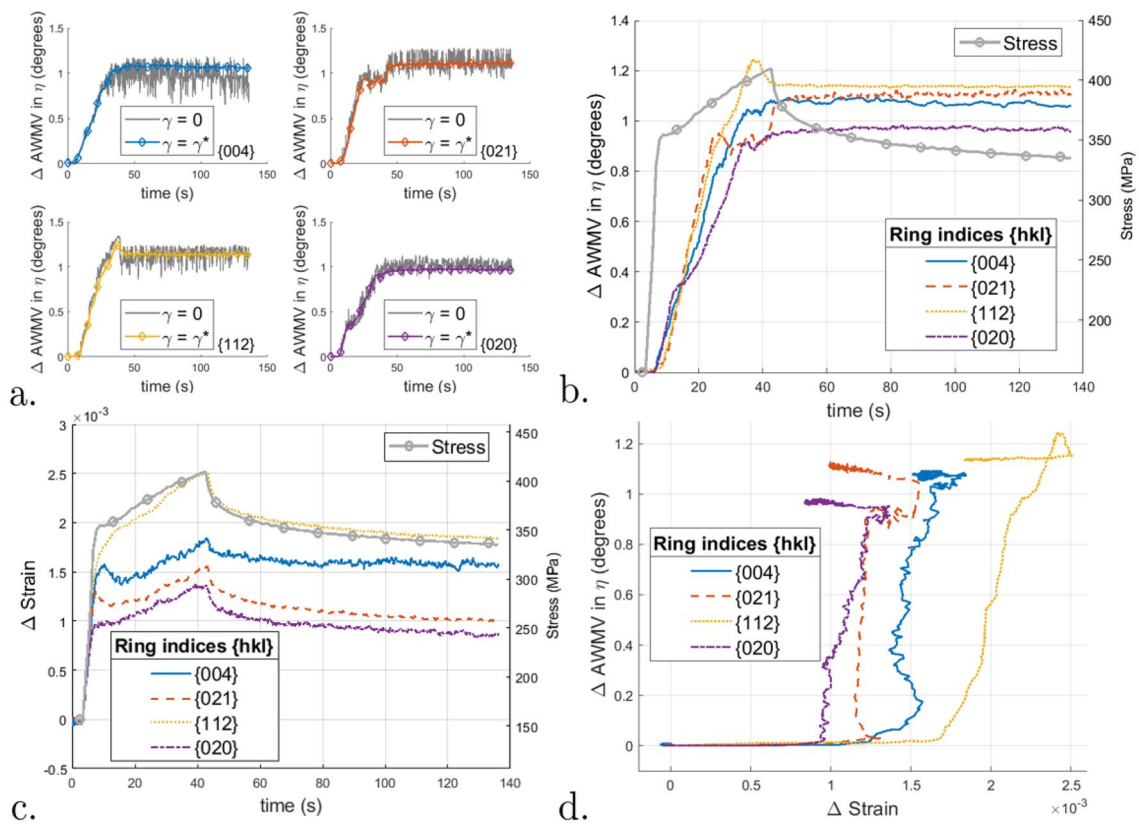 Δ AWMV in η (degrees)
1.5
1
0.5
0
γ = 0
γ = γ*
{004}
0 50 100 150
time (s)
Δ AWMV in η (degrees)
1.5
1
0.5
0
γ = 0
γ = γ*
{021}
0 50 100 150
time (s)
Δ AWMV in η (degrees)
1.5
1
0.5
0
γ = 0
γ = γ*
{112}
0 50 100 150
time (s)
Δ AWMV in η (degrees)
1.5
1
0.5
0
γ = 0
γ = γ*
{020}
0 50 100 150
time (s)
a.
Δ AWMV in η (degrees)
1.4
1.2
1
0.8
0.6
0.4
0.2
0
Stress
Ring indices {hkl}
{004}
{021}
{112}
{020}
450
400
350
300
250
200
Stress (MPa)
0 20 40 60 80 100 120 140
time (s)
b.
× 10⁻³
Δ Strain
3
2.5
2
1.5
1
0.5
0
-0.5
Stress
Ring indices {hkl}
{004}
{021}
{112}
{020}
450
400
350
300
250
200
150
Stress (MPa)
0 20 40 60 80 100 120 140
time (s)
c.
Δ AWMV in η (degrees)
1.2
1
0.8
0.6
0.4
0.2
0
Ring indices {hkl}
{004}
{021}
{112}
{020}
0 0.5 1 1.5 2 2.5
Δ Strain
×10⁻³
d.